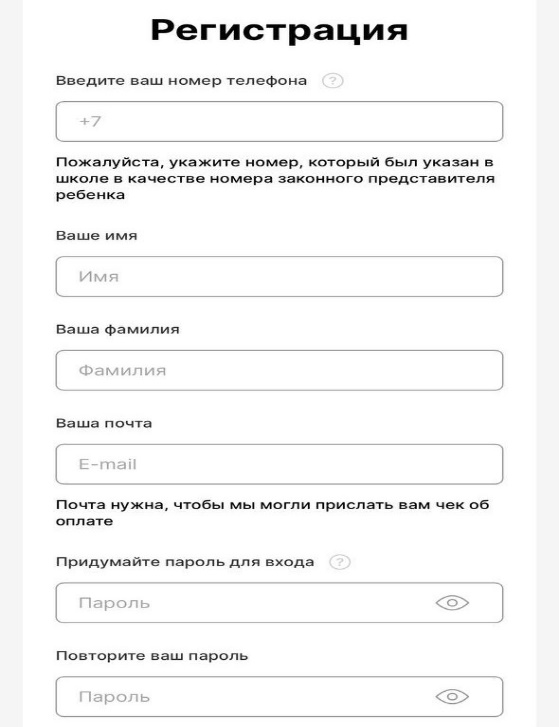 Регистрация
Введите ваш номер телефона ?
+7
Пожалуйста, укажите номер, который был указан в
школе в качестве номера законного представителя
ребенка
Ваше имя
Имя
Ваша фамилия
Фамилия
Ваша почта
E-mail
Почта нужна, чтобы мы могли прислать вам чек об
оплате
Придумайте пароль для входа ?
Пароль
Повторите ваш пароль
Пароль